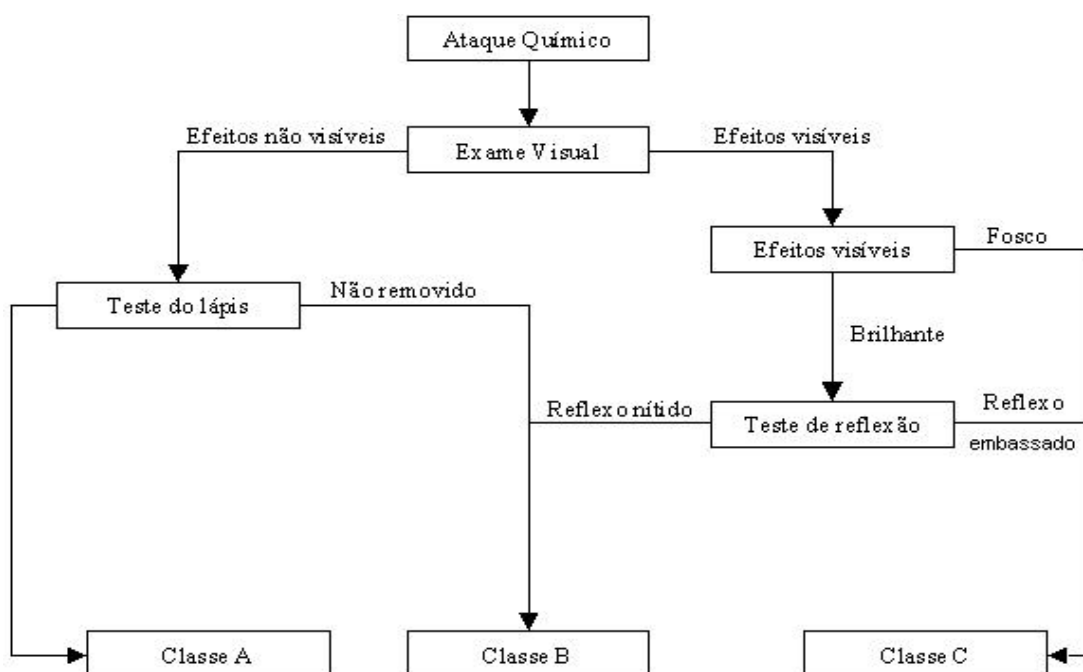 Ataque Químico
Efeitos não visíveis
Efeitos visíveis
Exame Visual
Efeitos visíveis
Fosco
Teste do lápis
Não removido
Brilhante
Reflexo nítido
Teste de reflexão
Reflexo
embassado
Classe A
Classe B
Classe C